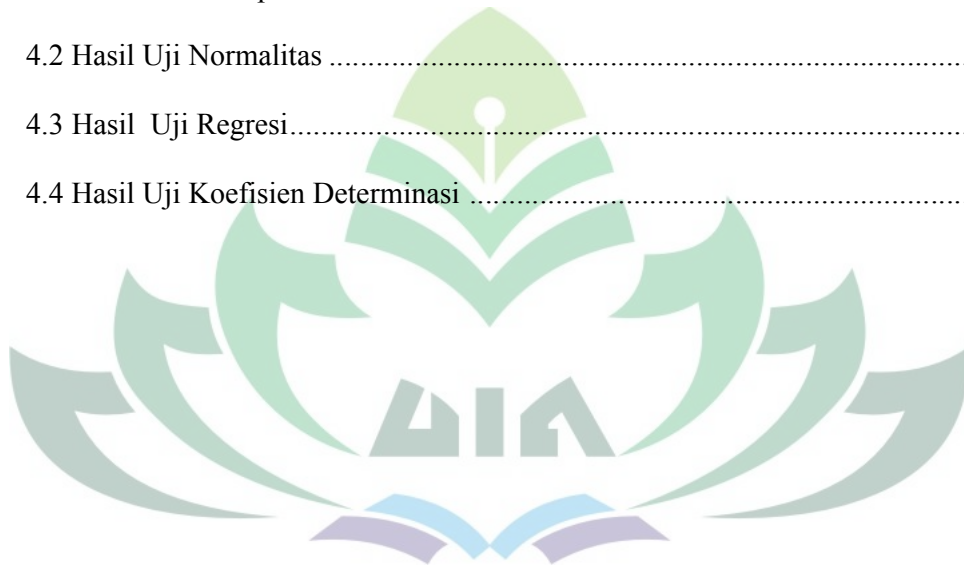 4.2 Hasil Uji Normalitas ....................................................................................
4.3 Hasil  Uji Regresi.........................................................................................
4.4 Hasil Uji Koefisien Determinasi .................................................................